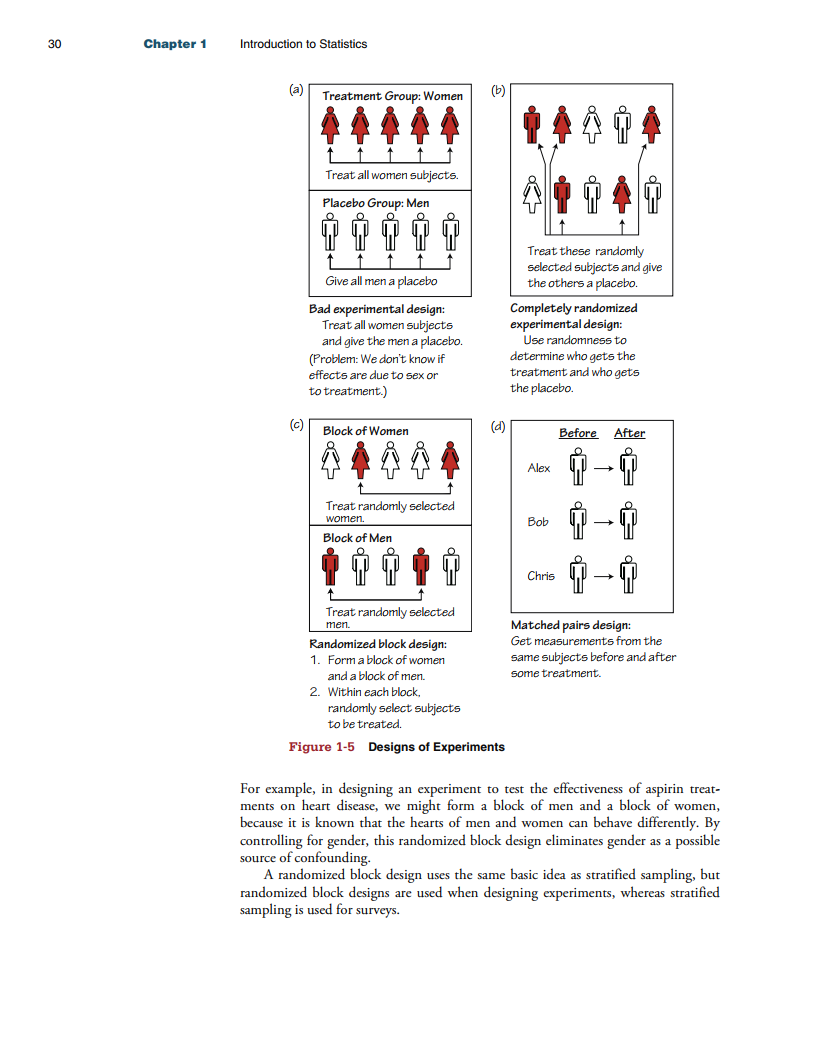 30 Chapter 1 Introduction to Statistics
(a)
Treatment Group: Women
Treat all women subjects.
Placebo Group: Men
Give all men a placebo
Bad experimental design:
Treat all women subjects
and give the men a placebo.
(Problem: We don't know if
effects are due to sex or
to treatment.)
(b)
Treat these randomly
selected subjects and give
the others a placebo.
Completely randomized
experimental design:
Use randomness to
determine who gets the
treatment and who gets
the placebo.
(c)
Block of Women
Treat randomly selected
women.
Block of Men
Treat randomly selected
men.
Randomized block design:
1. Form a block of women
and a block of men.
2. Within each block,
randomly select subjects
to be treated.
(d)
Before After
Alex
Bob
Chris
Matched pairs design:
Get measurements from the
same subjects before and after
some treatment.
Figure 1-5 Designs of Experiments
For example, in designing an experiment to test the effectiveness of aspirin treat-
ments on heart disease, we might form a block of men and a block of women,
because it is known that the hearts of men and women can behave differently. By
controlling for gender, this randomized block design eliminates gender as a possible
source of confounding.
A randomized block design uses the same basic idea as stratified sampling, but
randomized block designs are used when designing experiments, whereas stratified
sampling is used for surveys.